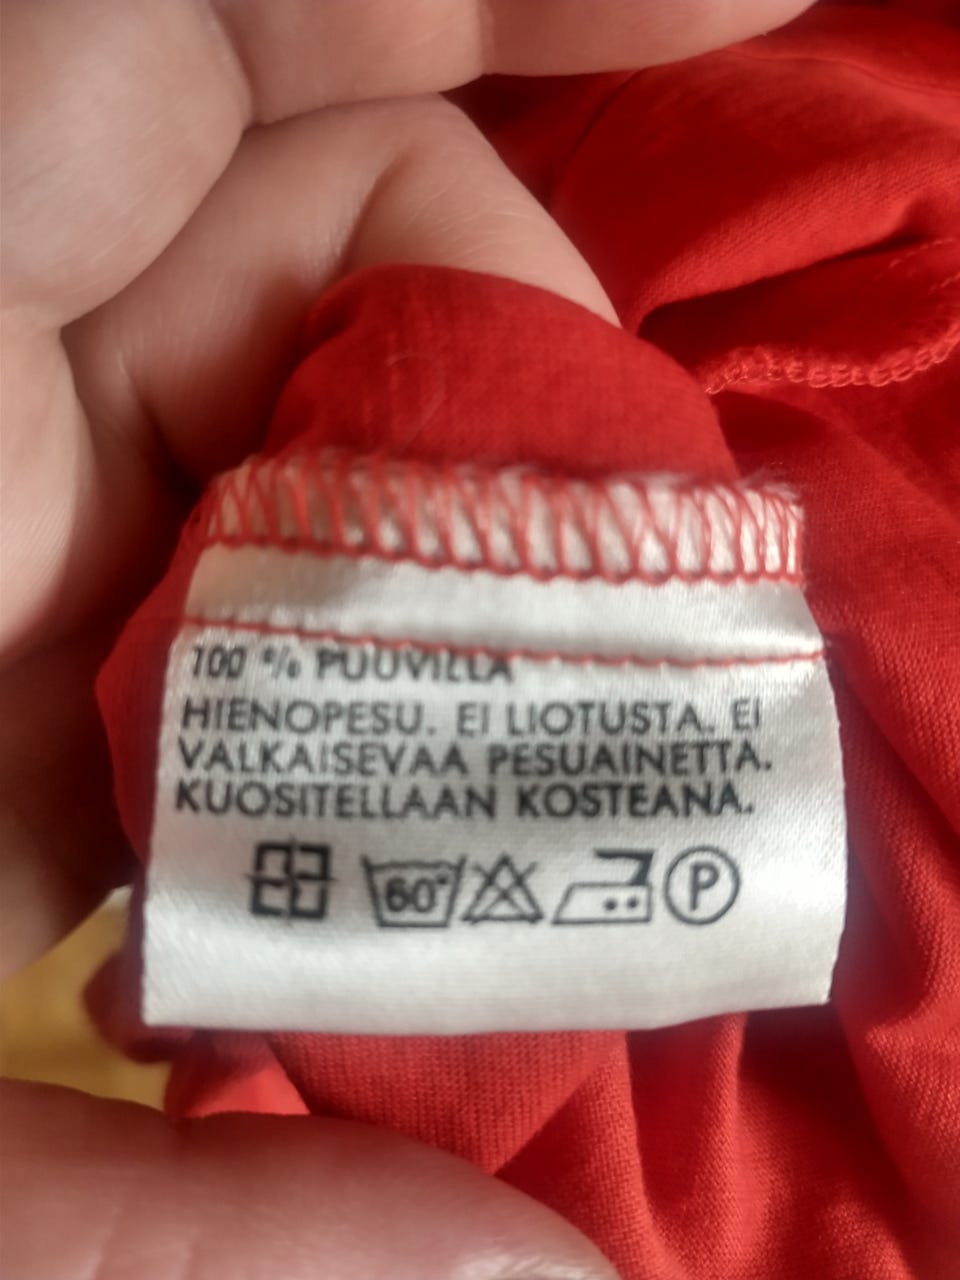 100 % PUUVILLA
HIENOPESU. EI LIOTUSTA. EI
VALKAISEVAA PESUAINETTA.
KUOSITELLAAN KOSTEANA.
60° P